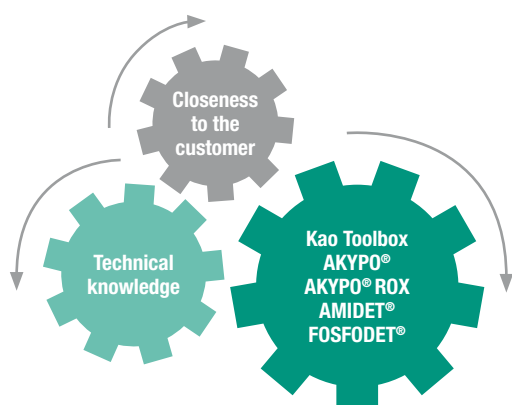 Closeness
to the
customer
Technical
knowledge
Kao Toolbox
AKYPO®
AKYPO® ROX
AMIDET®
FOSFODET®